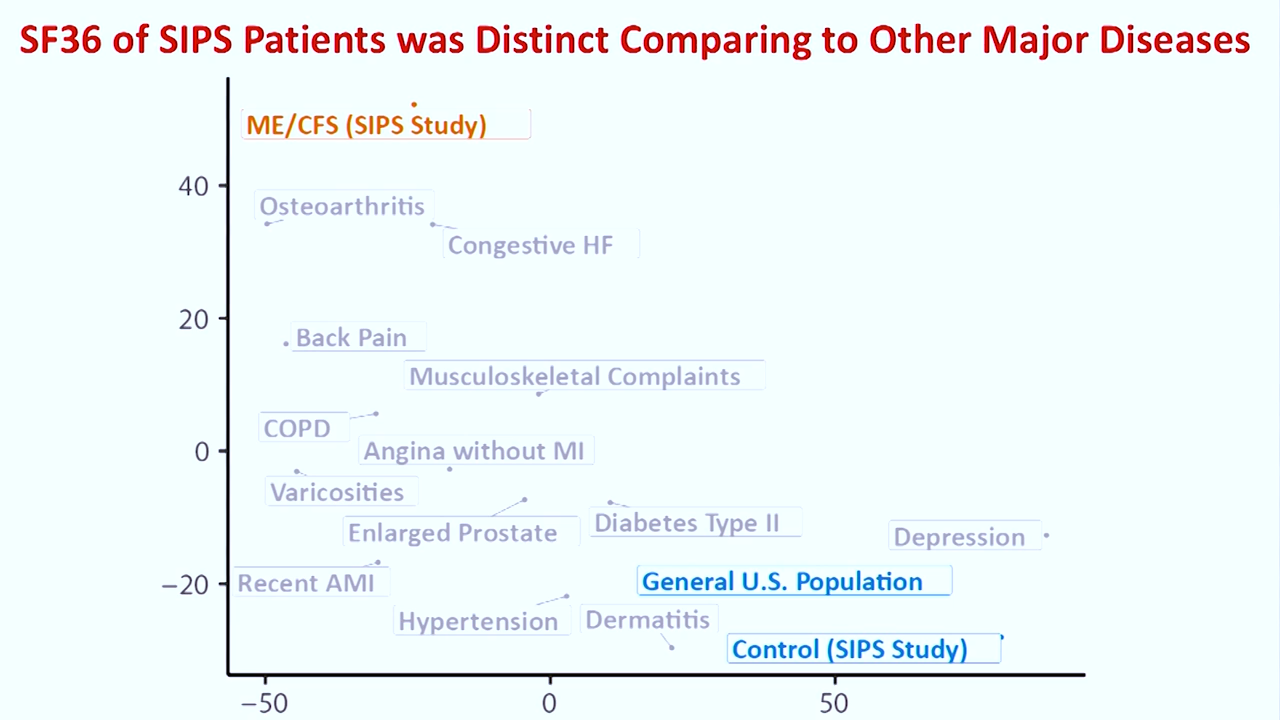 SF36 of SIPS Patients was Distinct Comparing to Other Major Diseases
ME/CFS (SIPS Study)
40
Osteoarthritis
Congestive HF
20
Back Pain
Musculoskeletal Complaints
COPD
0
Angina without MI
Varicosities
Enlarged Prostate
Diabetes Type II
Depression
−20
Recent AMI
General U.S. Population
Hypertension
Dermatitis
Control (SIPS Study)
−50
0
50